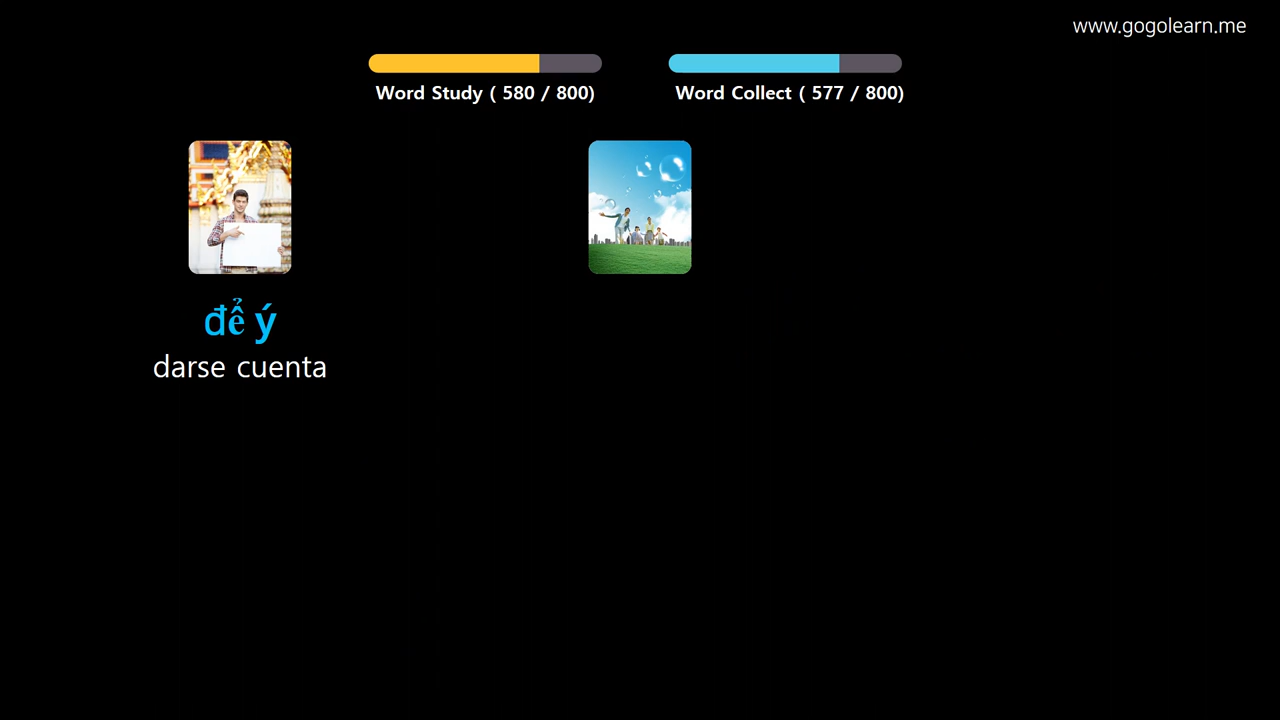 www.gogolearn.me
Word Study ( 580 / 800)
Word Collect ( 577 / 800)
để ý
darse cuenta